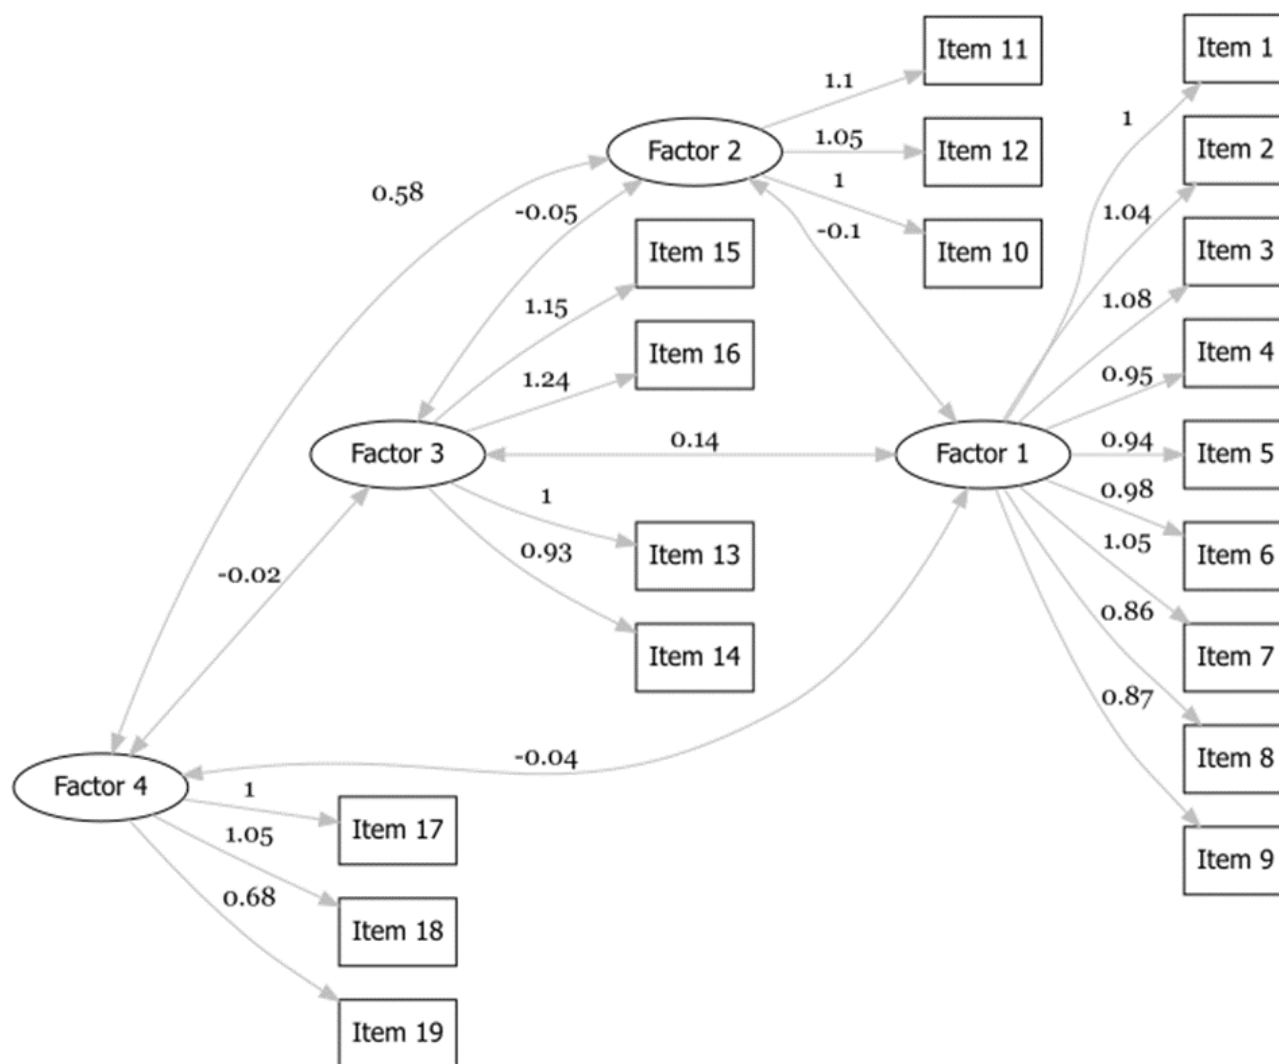 Item 11
Item 1
1.1
1
Factor 2
1.05
Item 12
Item 2
0.58
1
-0.05
1.04
-0.1
Item 15
Item 10
Item 3
1.15
1.08
Item 16
Item 4
1.24
0.95
Factor 3
0.14
Factor 1
0.94
Item 5
0.98
1
Item 13
1.05
Item 6
0.93
-0.02
0.86
Item 14
Item 7
0.87
-0.04
Item 8
Factor 4
1
Item 17
1.05
Item 9
0.68
Item 18
Item 19